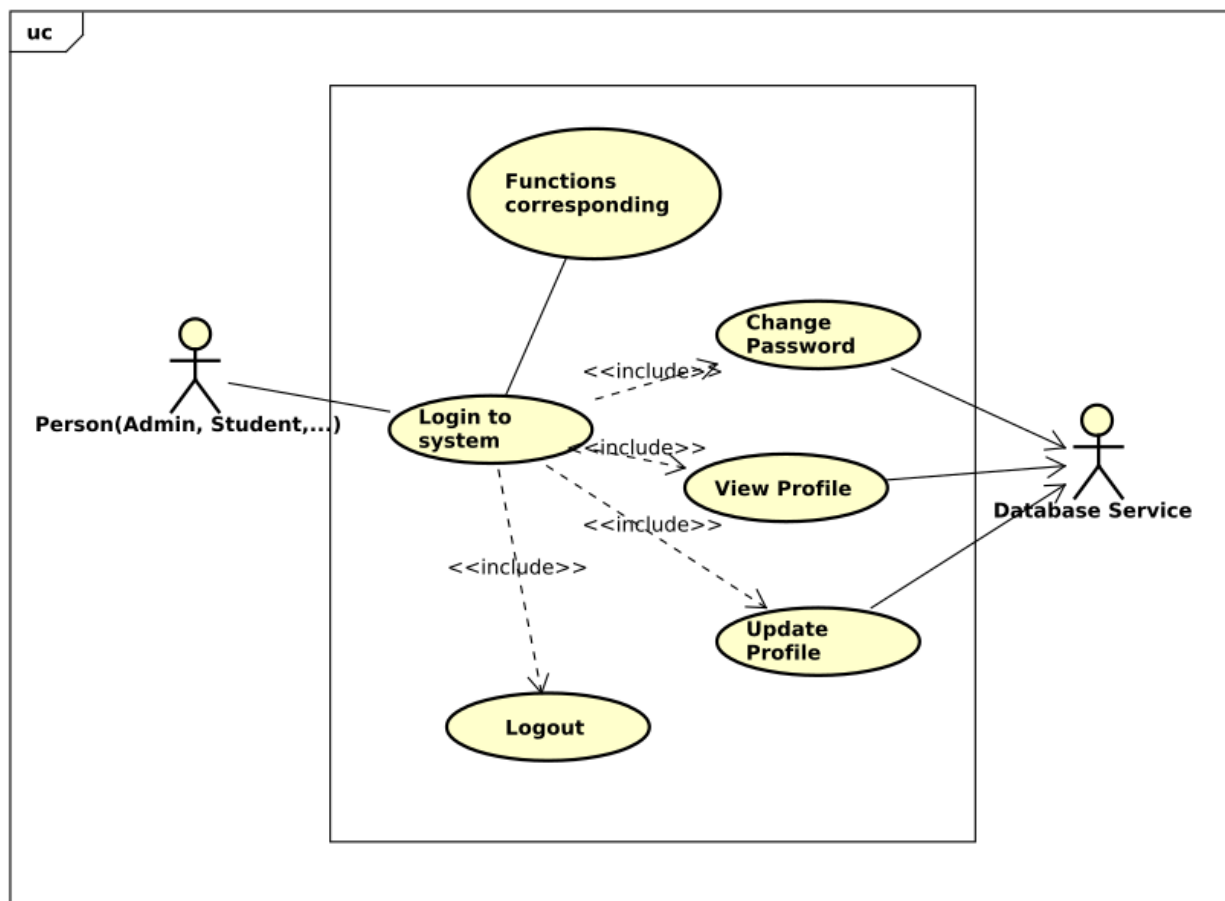 uc
Functions
corresponding
Change
Password
<<include>>
Person(Admin, Student,...)
Login to
system
<<include>>
View Profile
Database Service
<<include>>
<<include>>
Update
Profile
Logout